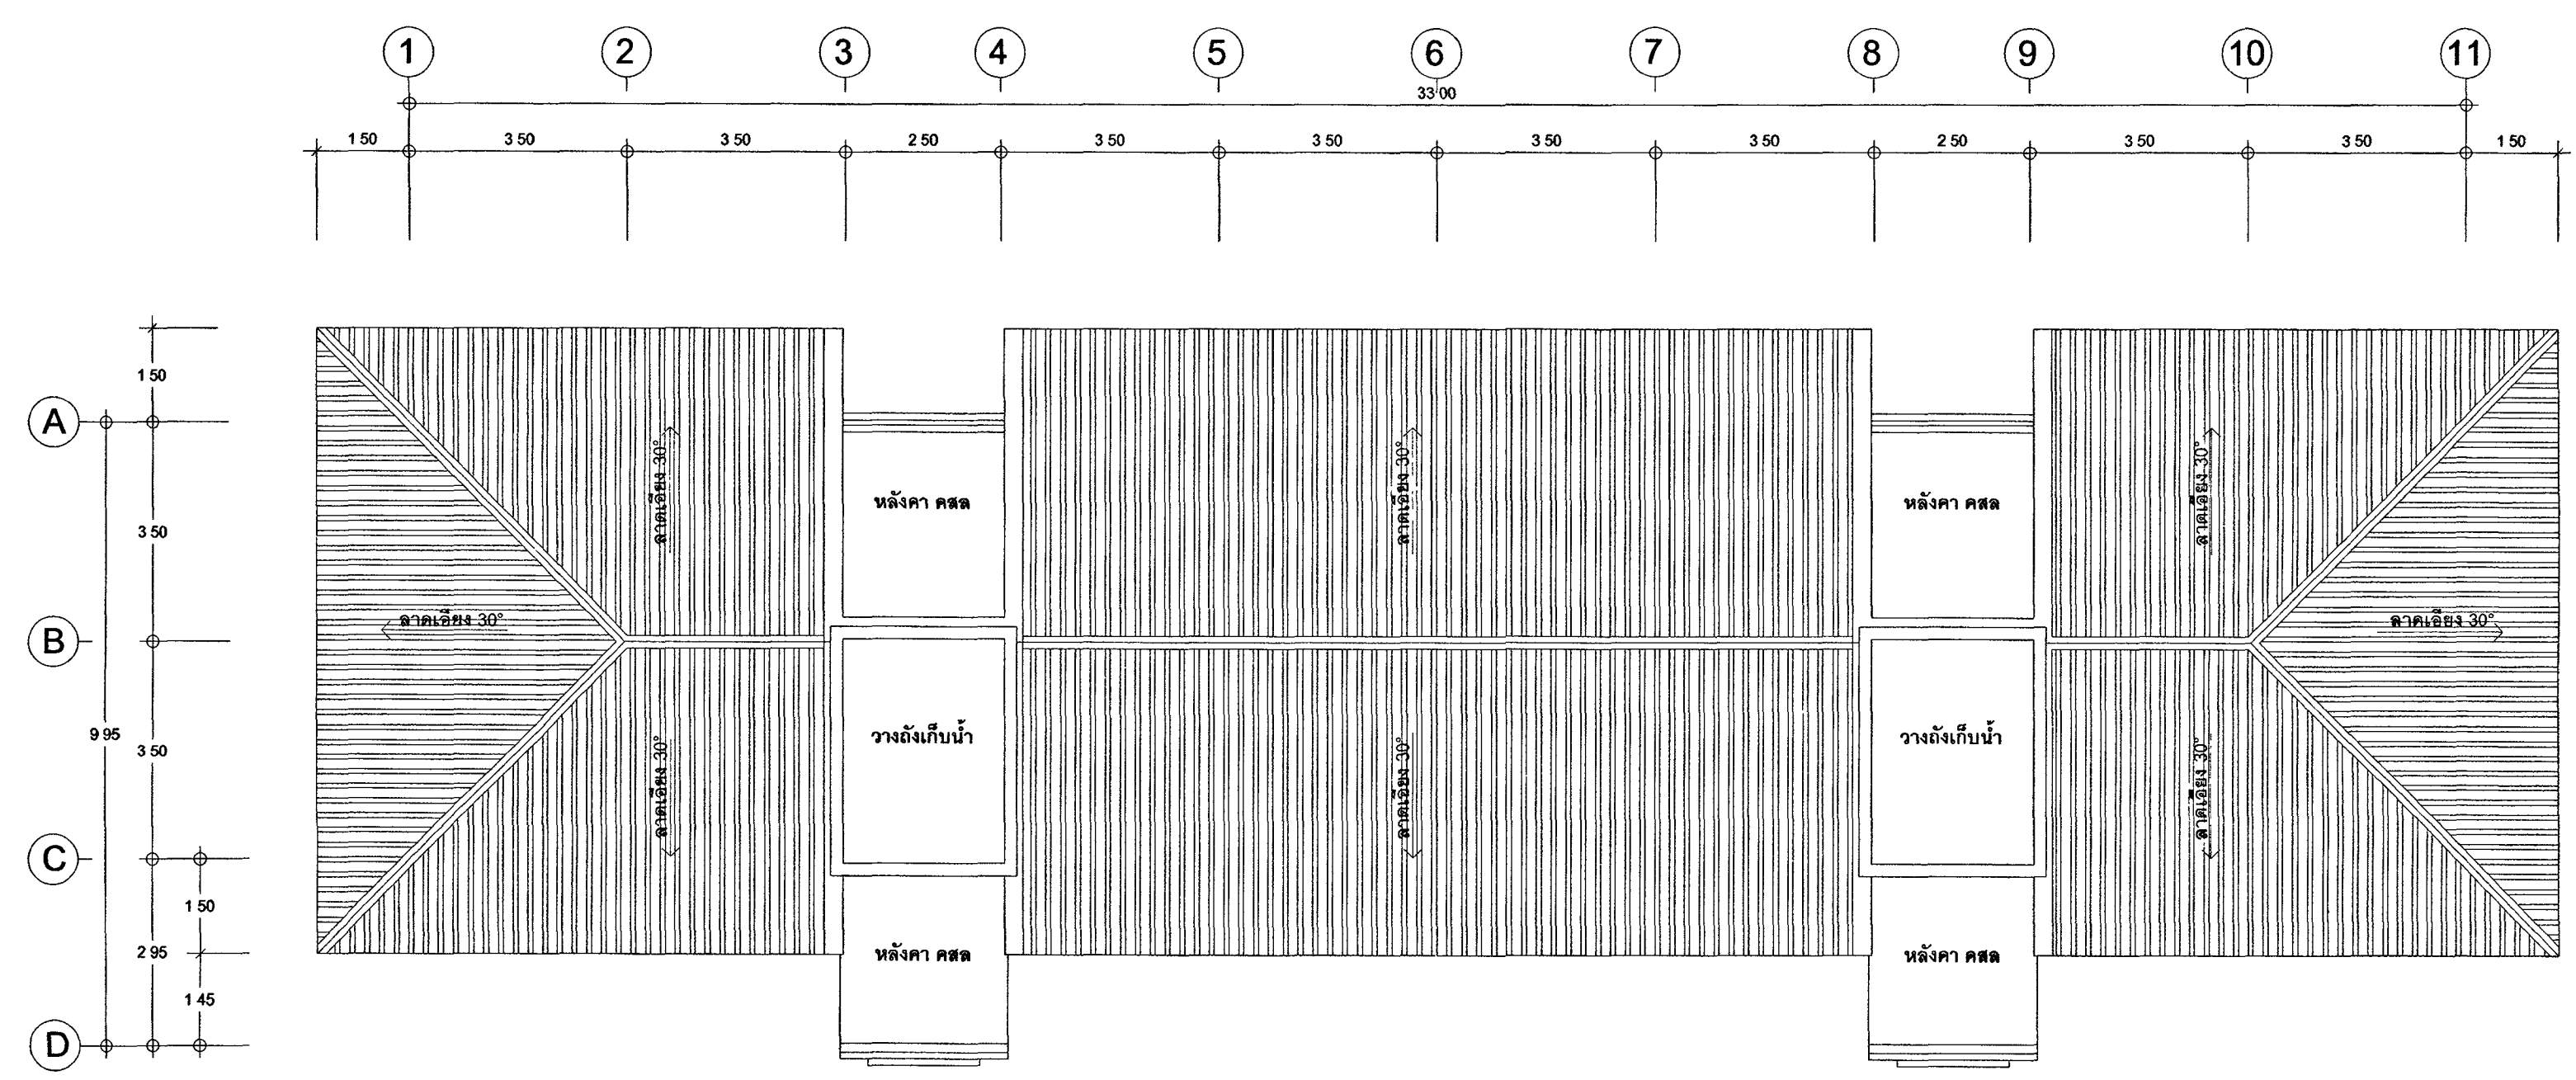 1 2 3 4 5 6 7 8 9 10 11
33 00
1 50 3 50 3 50 2 50 3 50 3 50 3 50 3 50 2 50 3 50 3 50 1 50
1 50
A
3 50
ลาดเอียง 30° ลาดเอียง 30° ลาดเอียง 30°
หลังคา คสล หลังคา คสล
ลาดเอียง 30° ลาดเอียง 30°
B
9 95
3 50
วางถังเก็บน้ำ วางถังเก็บน้ำ
ลาดเอียง 30° ลาดเอียง 30° ลาดเอียง 30°
C
1 50
2 95
หลังคา คสล หลังคา คสล
1 45
D